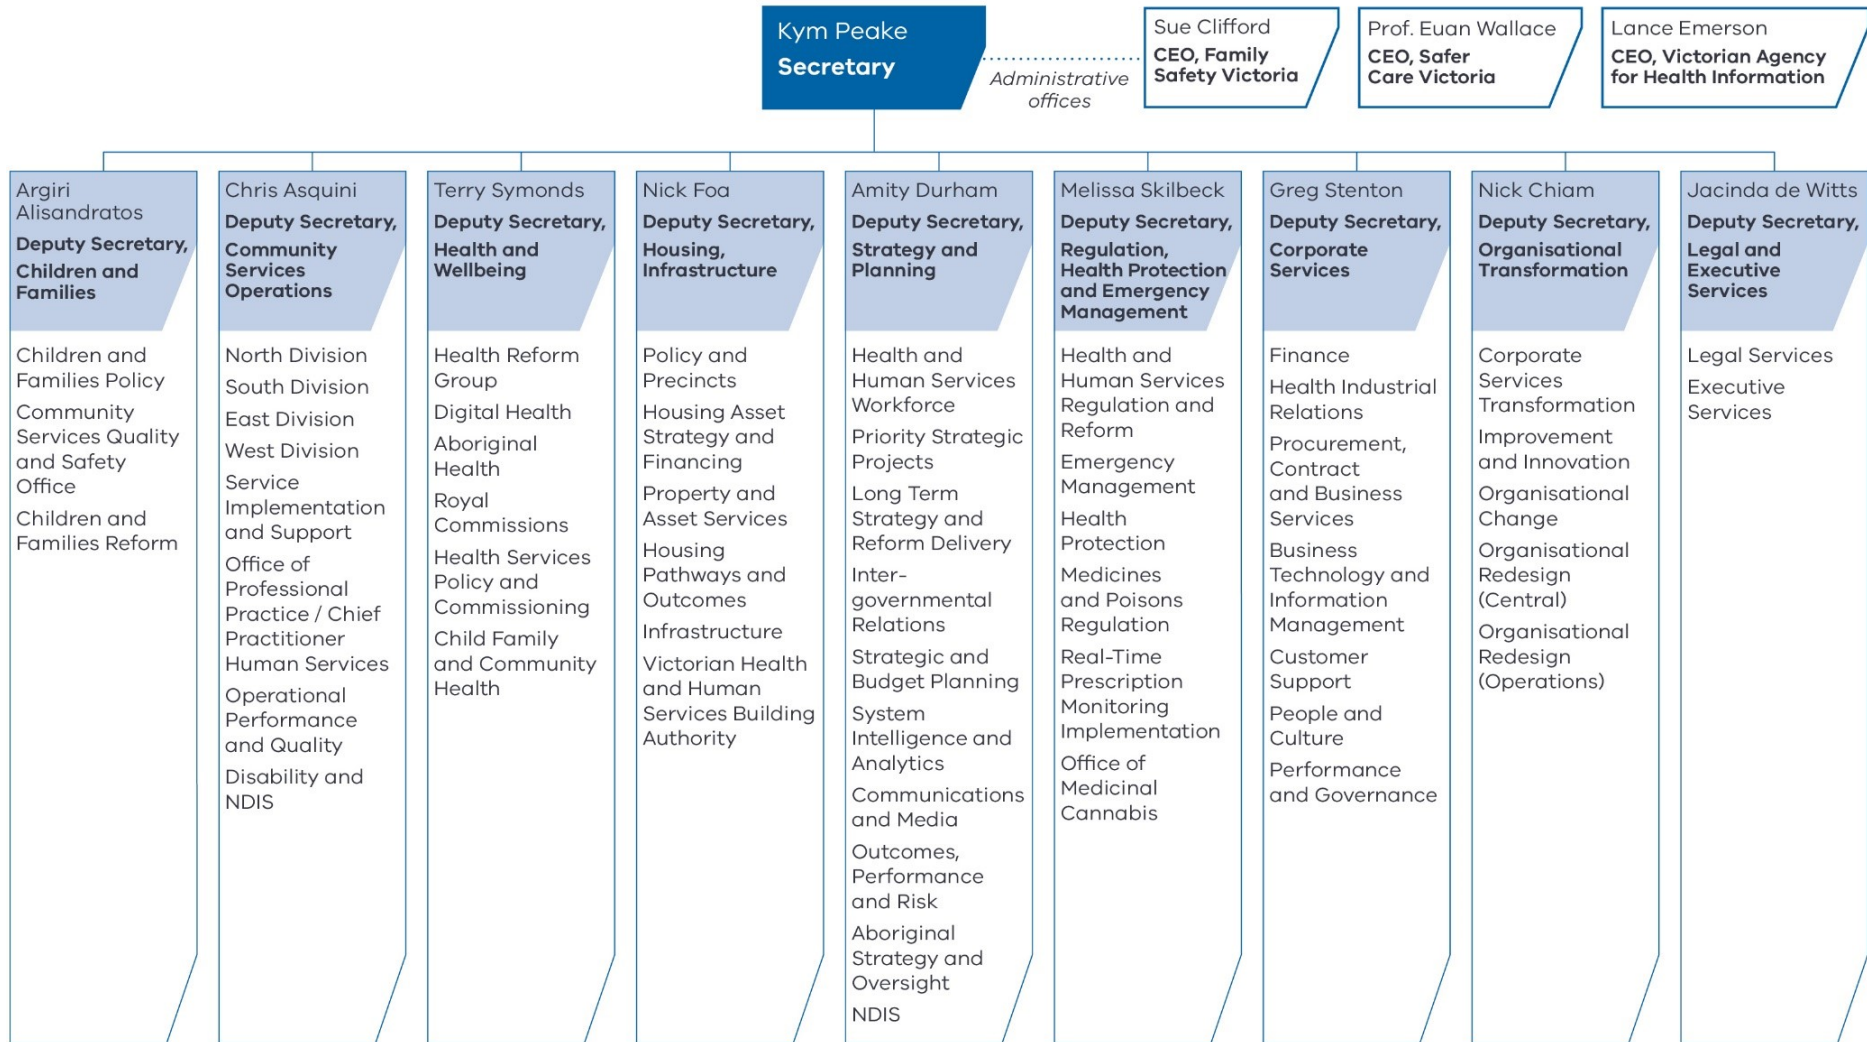 Kym Peake
Secretary
Administrative
offices
Sue Clifford
CEO, Family
Safety Victoria
Prof. Euan Wallace
CEO, Safer
Care Victoria
Lance Emerson
CEO, Victorian Agency
for Health Information
Argiri
Alisandratos
Deputy Secretary,
Children and
Families
Children and
Families Policy
Community
Services Quality
and Safety
Office
Children and
Families Reform
Chris Asquini
Deputy Secretary,
Community
Services
Operations
North Division
South Division
East Division
West Division
Service
Implementation
and Support
Office of
Professional
Practice / Chief
Practitioner
Human Services
Operational
Performance
and Quality
Disability and
NDIS
Terry Symonds
Deputy Secretary,
Health and
Wellbeing
Health Reform
Group
Digital Health
Aboriginal
Health
Royal
Commissions
Health Services
Policy and
Commissioning
Child Family
and Community
Health
Nick Foa
Deputy Secretary,
Housing,
Infrastructure
Policy and
Precincts
Housing Asset
Strategy and
Financing
Property and
Asset Services
Housing
Pathways and
Outcomes
Infrastructure
Victorian Health
and Human
Services Building
Authority
Amity Durham
Deputy Secretary,
Strategy and
Planning
Health and
Human Services
Workforce
Priority Strategic
Projects
Long Term
Strategy and
Reform Delivery
Inter-
governmental
Relations
Strategic and
Budget Planning
System
Intelligence and
Analytics
Communications
and Media
Outcomes,
Performance
and Risk
Aboriginal
Strategy and
Oversight
NDIS
Melissa Skilbeck
Deputy Secretary,
Regulation,
Health Protection
and Emergency
Management
Health and
Human Services
Regulation and
Reform
Emergency
Management
Health
Protection
Medicines
and Poisons
Regulation
Real-Time
Prescription
Monitoring
Implementation
Office of
Medicinal
Cannabis
Greg Stenton
Deputy Secretary,
Corporate
Services
Finance
Health Industrial
Relations
Procurement,
Contract
and Business
Services
Business
Technology and
Information
Management
Customer
Support
People and
Culture
Performance
and Governance
Nick Chiam
Deputy Secretary,
Organisational
Transformation
Corporate
Services
Transformation
Improvement
and Innovation
Organisational
Change
Organisational
Redesign
(Central)
Organisational
Redesign
(Operations)
Jacinda de Witts
Deputy Secretary,
Legal and
Executive
Services
Legal Services
Executive
Services